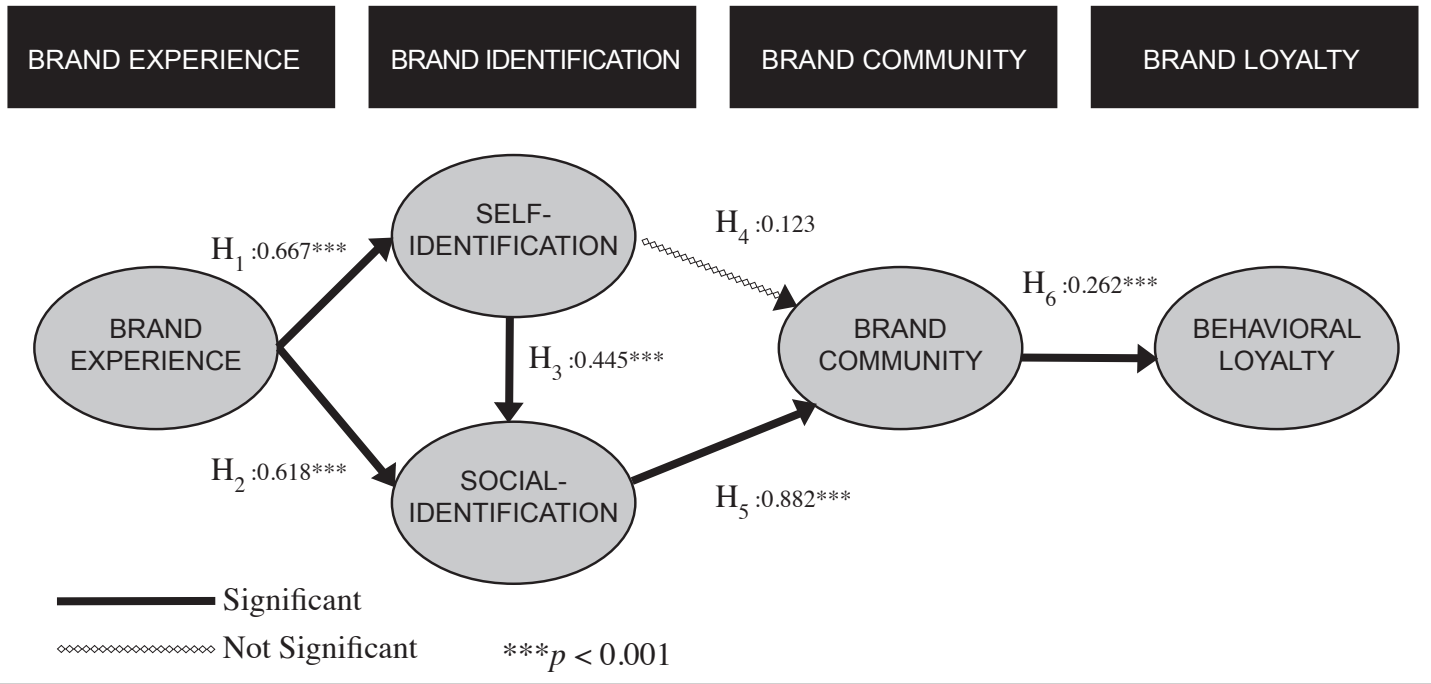 BRAND EXPERIENCE
BRAND IDENTIFICATION
BRAND COMMUNITY
BRAND LOYALTY
SELF-
IDENTIFICATION
H4 :0.123
H1 :0.667***
H6 :0.262***
BRAND
EXPERIENCE
BRAND
COMMUNITY
BEHAVIORAL
LOYALTY
H3 :0.445***
H2 :0.618***
SOCIAL-
IDENTIFICATION
H5 :0.882***
Significant
Not Significant
***p < 0.001